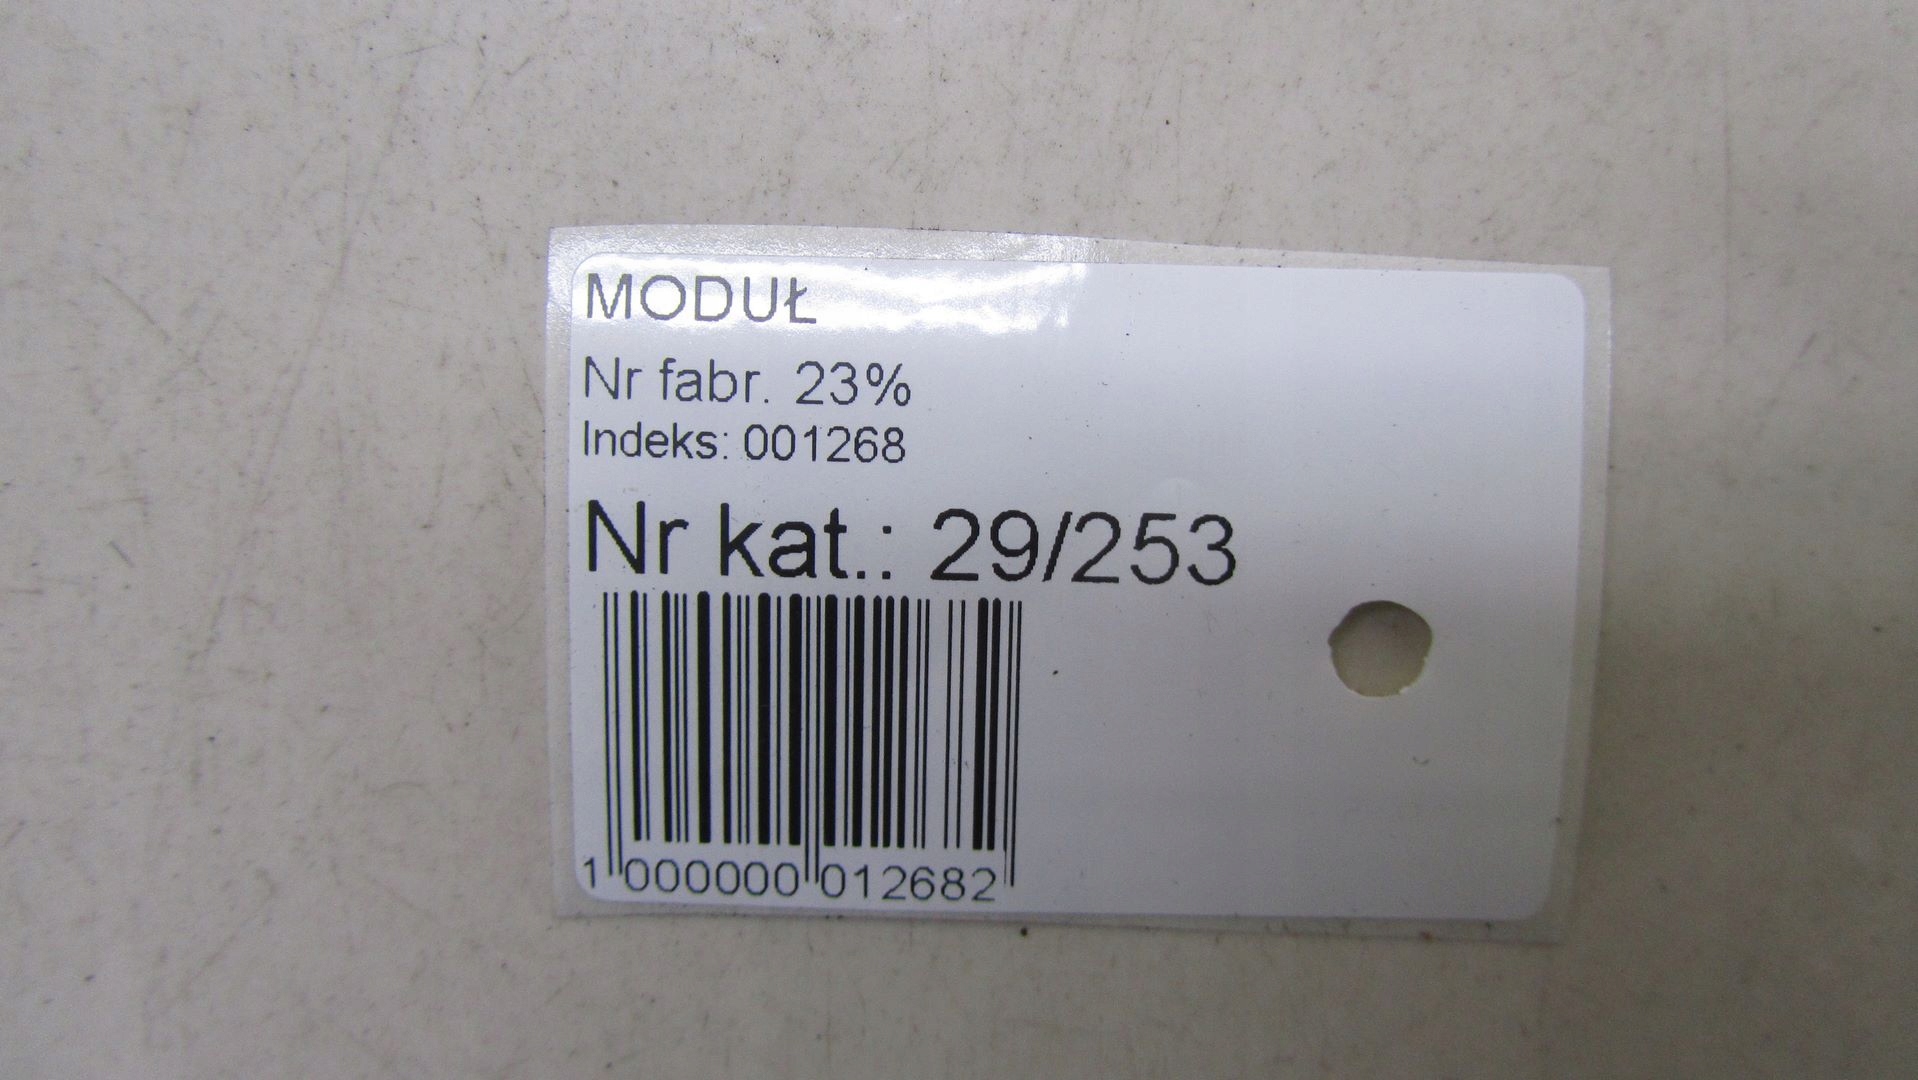 MODUŁ
Nr fabr. 23%
Indeks: 001268
Nr kat.: 29/253
1 000000 012682